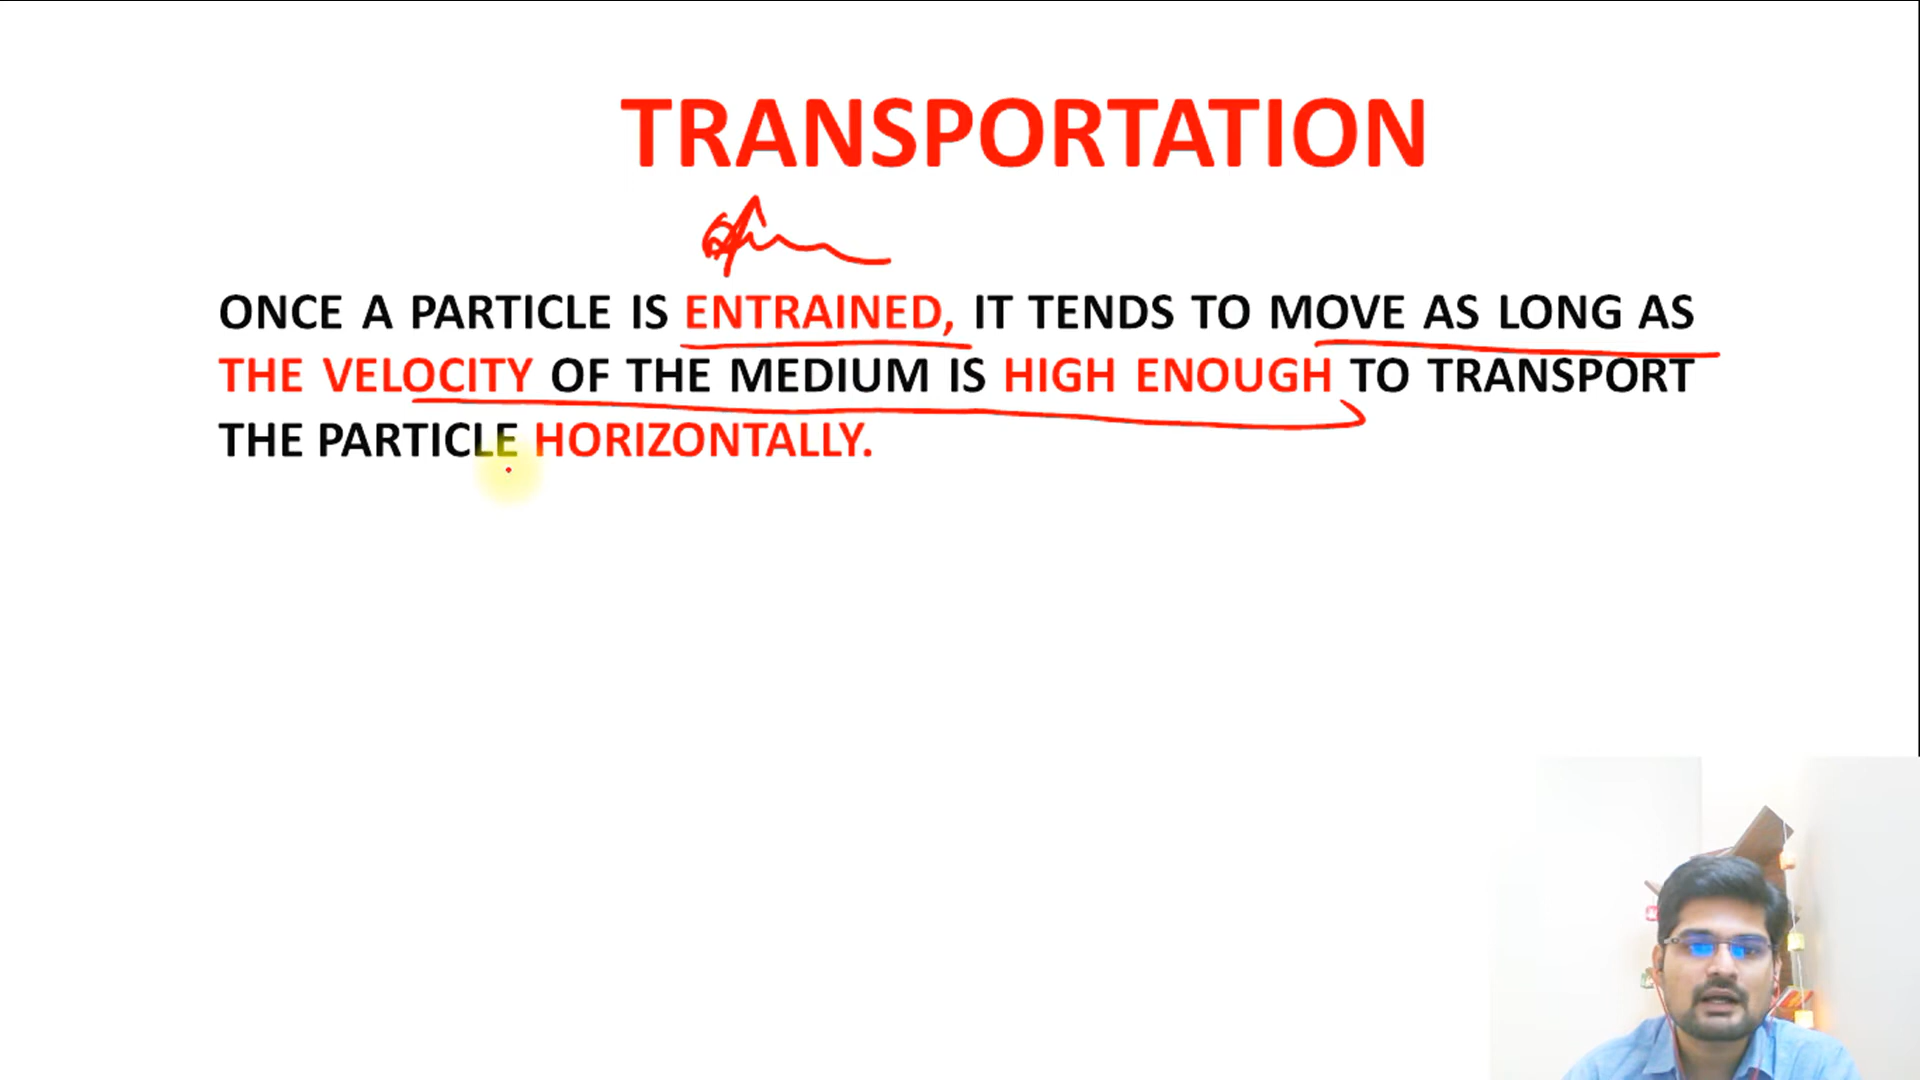 TRANSPORTATION
ONCE A PARTICLE IS ENTRAINED, IT TENDS TO MOVE AS LONG AS
THE VELOCITY OF THE MEDIUM IS HIGH ENOUGH TO TRANSPORT
THE PARTICLE HORIZONTALLY.